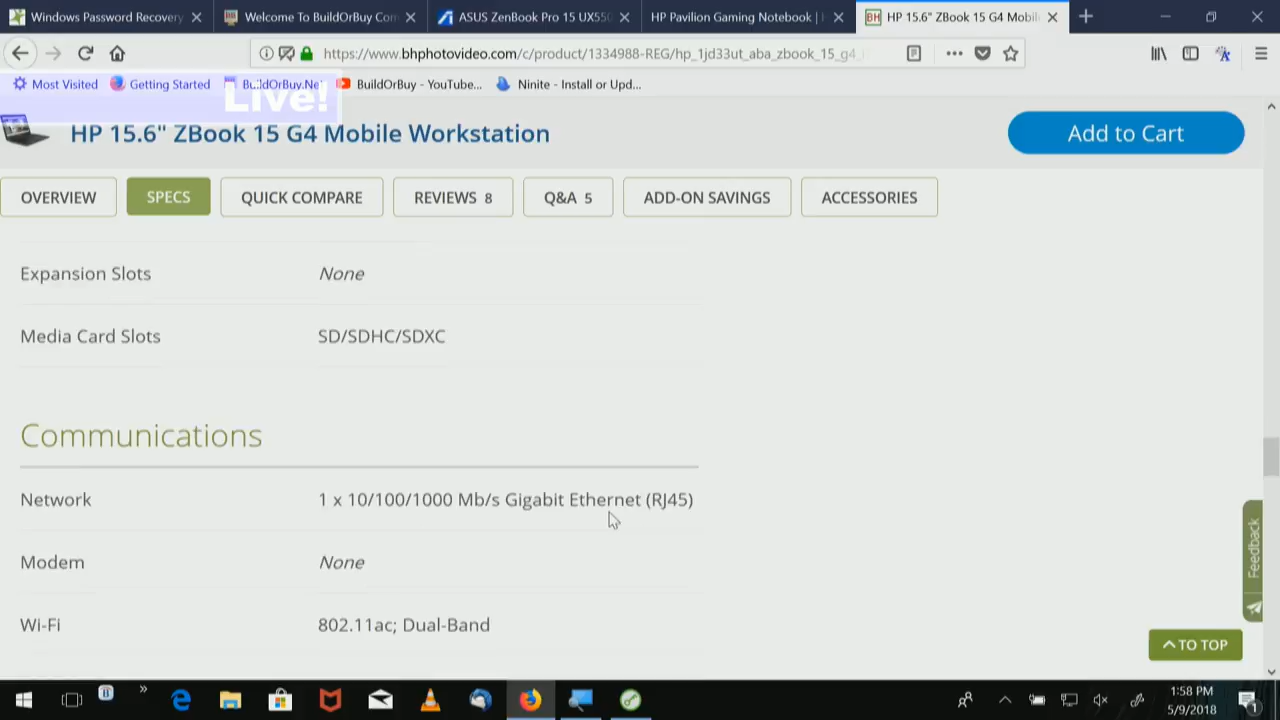 Windows Password Recovery
Welcome To BuildOrBuy Com
ASUS ZenBook Pro 15 UX550
HP Pavilion Gaming Notebook |
HP 15.6" ZBook 15 G4 Mobil
https://www.bhphotovideo.com/c/product/1334988-REG/hp_1jd33ut_aba_zbook_15_g4_
Most Visited
Getting Started
BuildOrBuy.Net
BuildOrBuy - YouTube...
Ninite - Install or Upd...
Live!
HP 15.6" ZBook 15 G4 Mobile Workstation
Add to Cart
OVERVIEW
SPECS
QUICK COMPARE
REVIEWS 8
Q&A 5
ADD-ON SAVINGS
ACCESSORIES
Expansion Slots None
Media Card Slots SD/SDHC/SDXC
Communications
Network 1 x 10/100/1000 Mb/s Gigabit Ethernet (RJ45)
Modem None
Wi-Fi 802.11ac; Dual-Band
Feedback
TO TOP
1:58 PM
5/9/2018
1